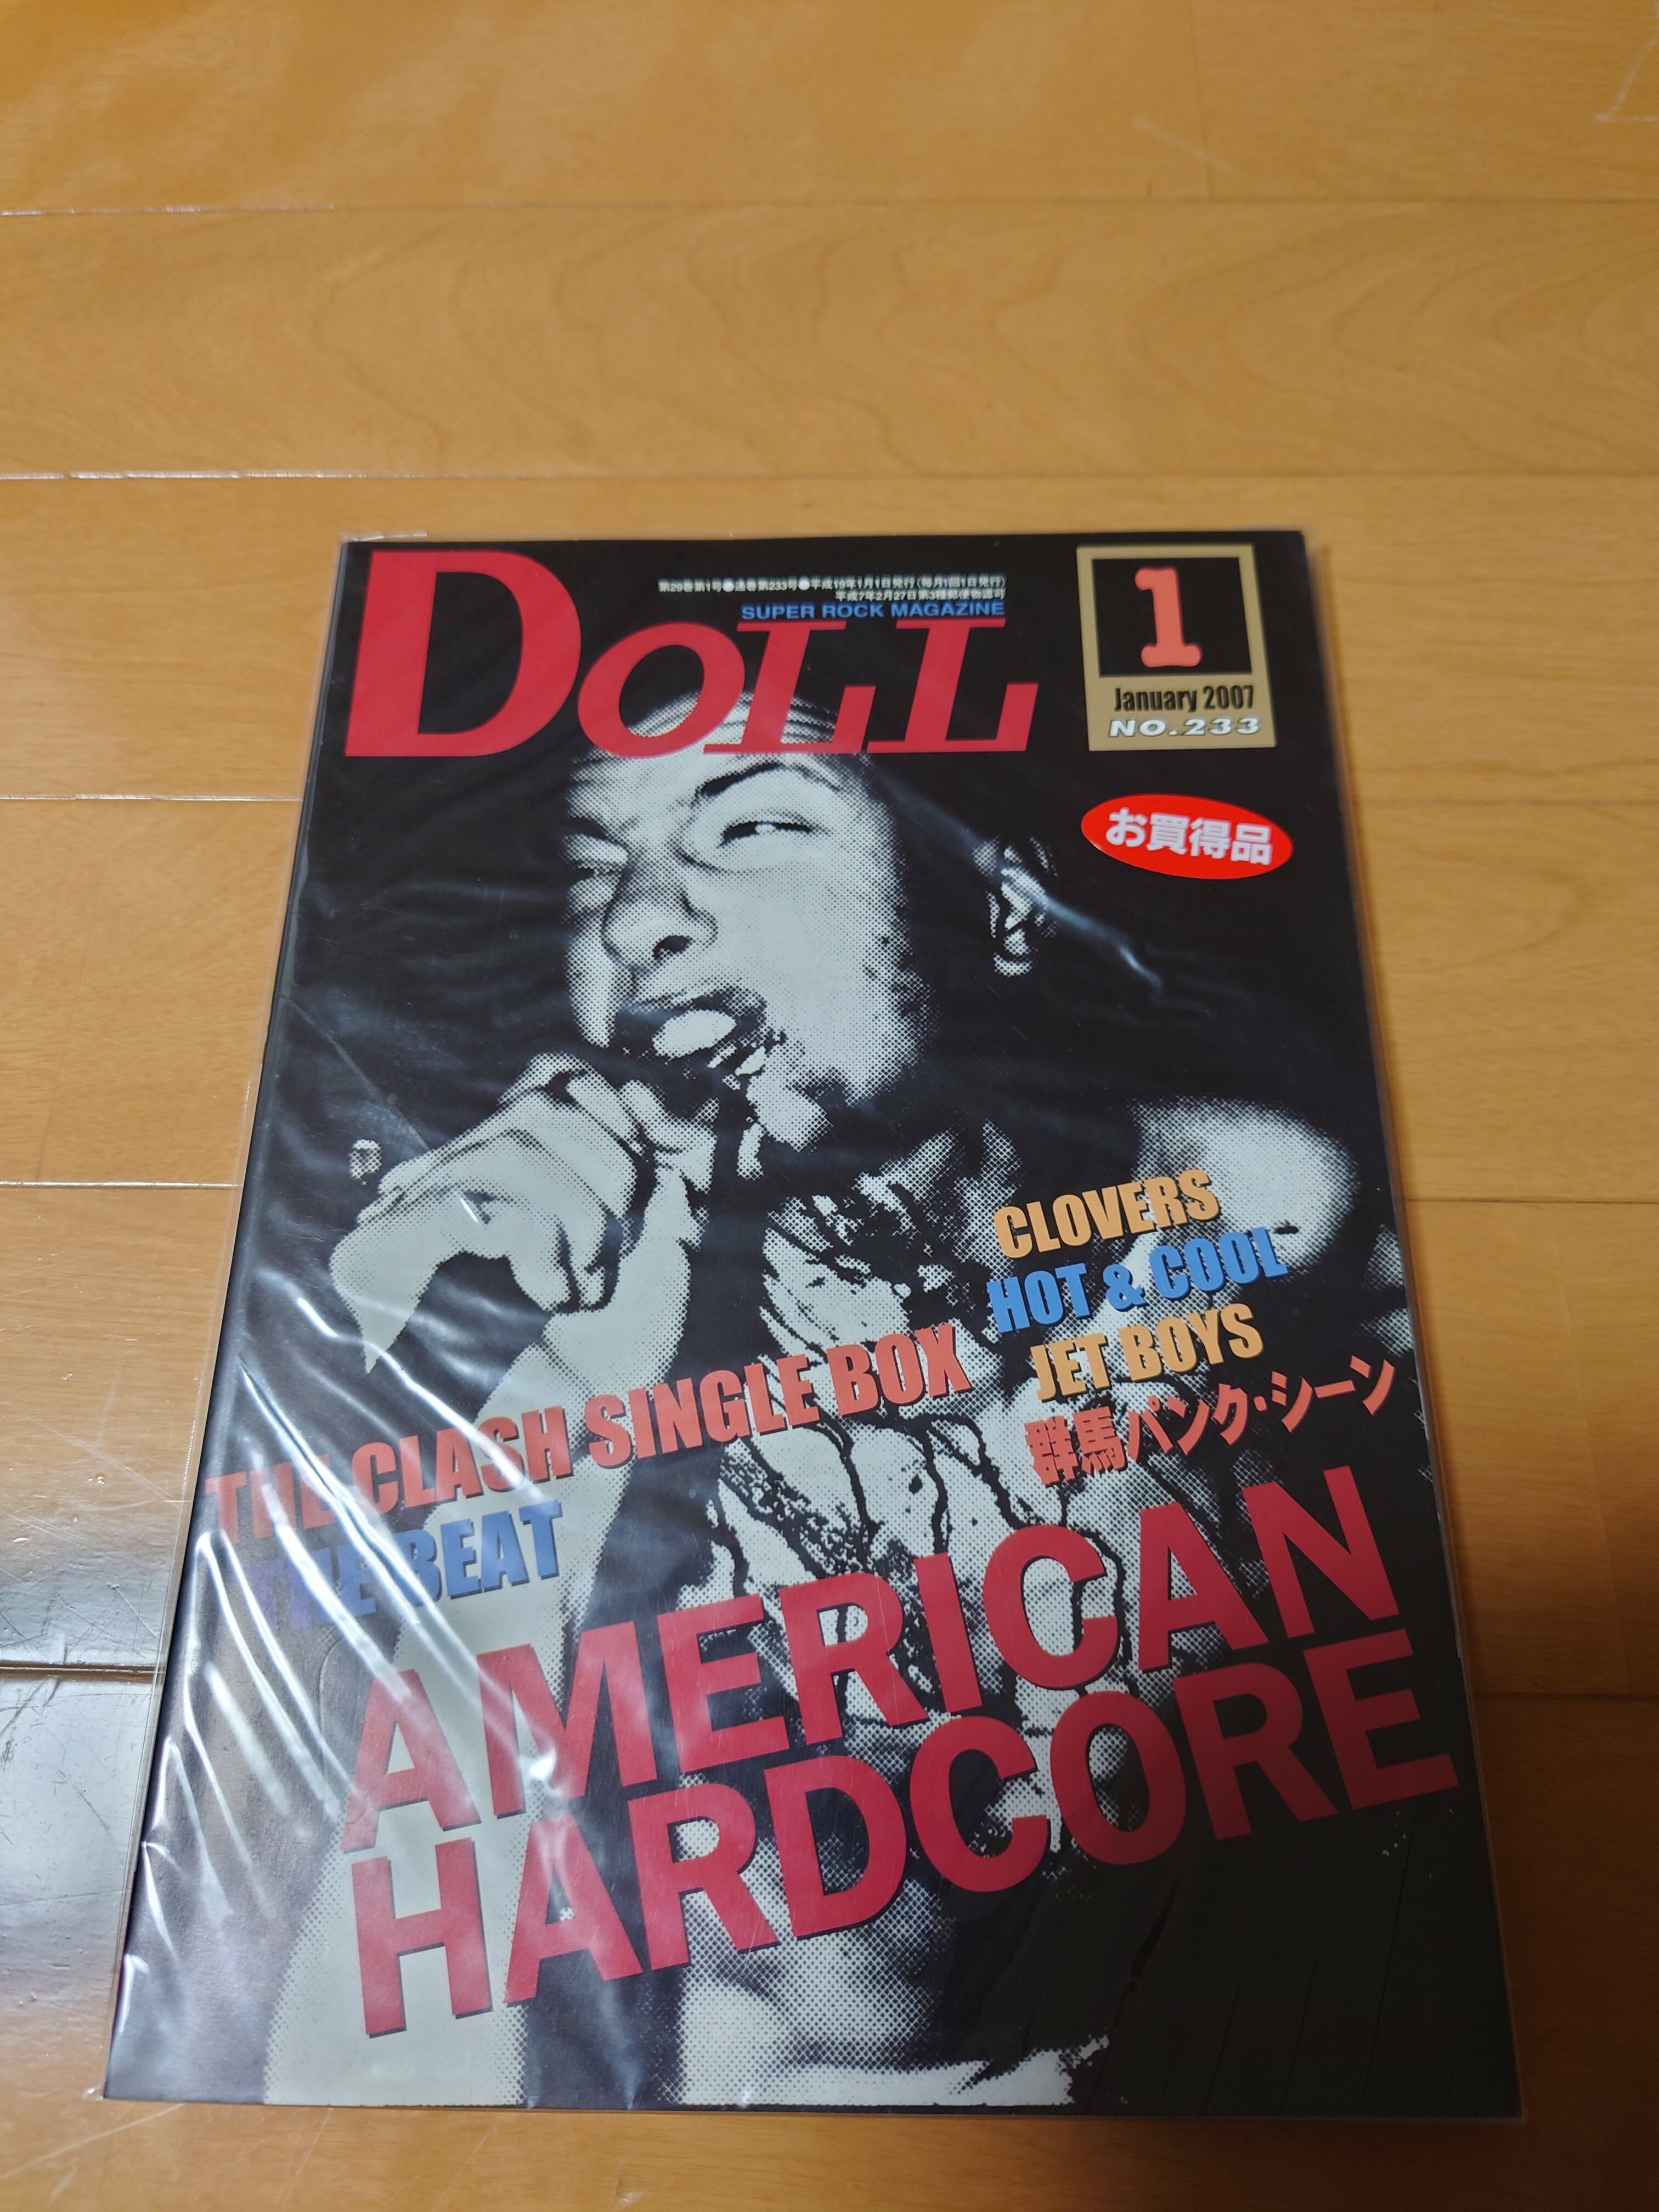 第29巻第1号●通巻第233号●平成19年1月1日発行(毎月1回1日発行)
平成7年2月27日第3種郵便物認可
SUPER ROCK MAGAZINE
DOLL
1
January 2007
NO.233
お買得品
CLOVERS
HOT & COOL
JET BOYS
群馬パンク・シーン
THE CLASH SINGLE BOX
THE BEAT
AMERICAN
HARDCORE